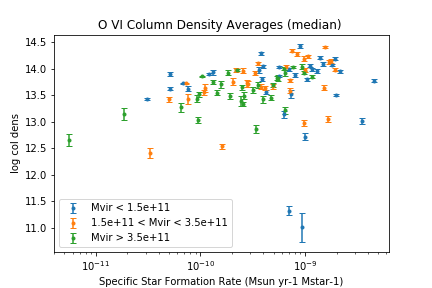 O VI Column Density Averages (median)
14.5
14.0
13.5
13.0
12.5
12.0
11.5
11.0
log col dens
Mvir < 1.5e+11
1.5e+11 < Mvir < 3.5e+11
Mvir > 3.5e+11
10⁻¹¹ 10⁻¹⁰ 10⁻⁹
Specific Star Formation Rate (Msun yr-1 Mstar-1)